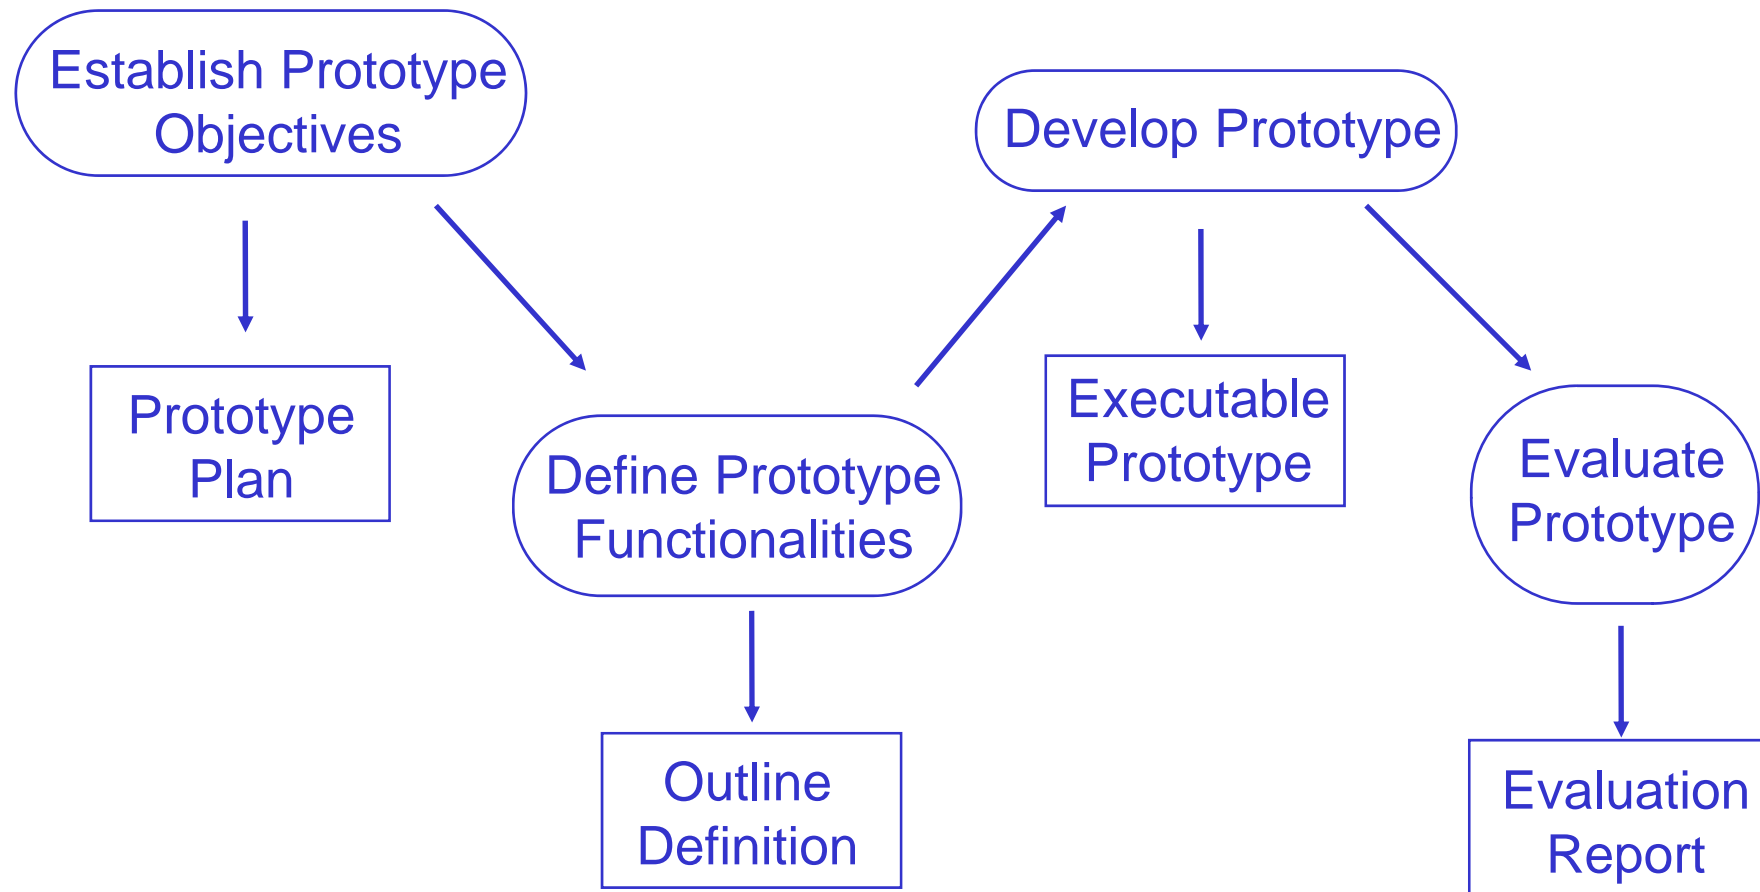 Establish Prototype
Objectives
Develop Prototype
Prototype
Plan
Define Prototype
Functionalities
Executable
Prototype
Evaluate
Prototype
Outline
Definition
Evaluation
Report